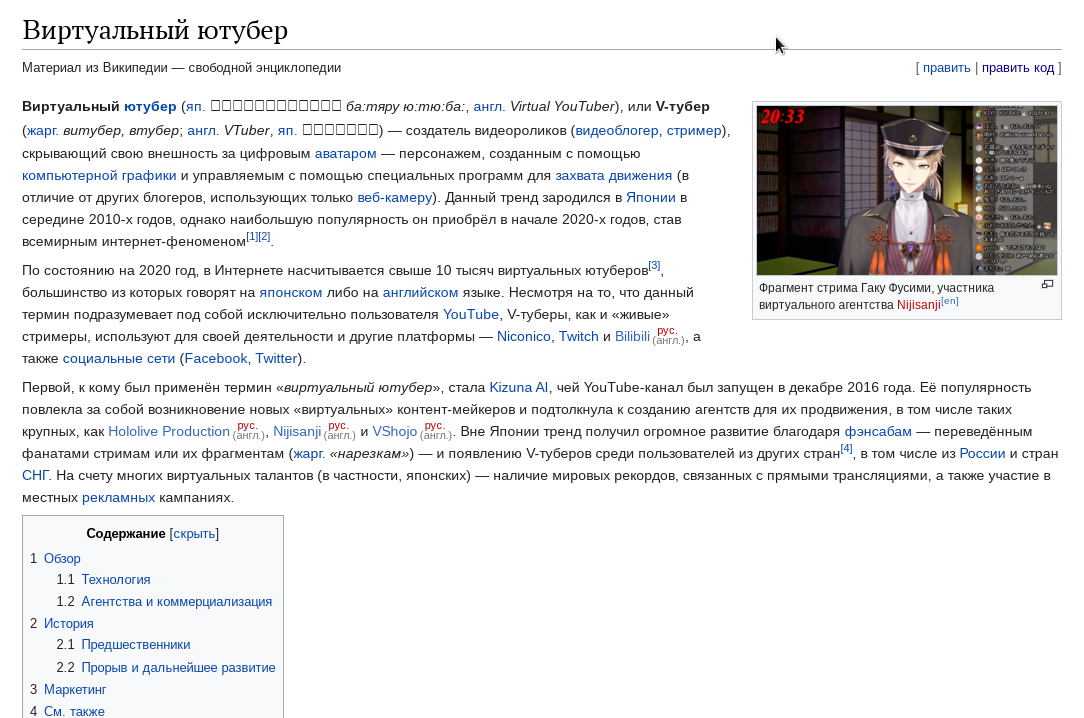 Виртуальный ютубер
Материал из Википедии — свободной энциклопедии
[ править | править код ]
Виртуальный ютубер (яп. ба:тяру ю:тю:ба:, англ. Virtual YouTuber), или V-тубер
(жарг. витубер, втубер; англ. VTuber, яп. ) — создатель видеороликов (видеоблогер, стример),
скрывающий свою внешность за цифровым аватаром — персонажем, созданным с помощью
компьютерной графики и управляемым с помощью специальных программ для захвата движения (в
отличие от других блогеров, использующих только веб-камеру). Данный тренд зародился в Японии в
середине 2010-х годов, однако наибольшую популярность он приобрёл в начале 2020-х годов, став
всемирным интернет-феноменом[1][2].
По состоянию на 2020 год, в Интернете насчитывается свыше 10 тысяч виртуальных ютуберов[3],
большинство из которых говорят на японском либо на английском языке. Несмотря на то, что данный
термин подразумевает под собой исключительно пользователя YouTube, V-туберы, как и «живые»
стримеры, используют для своей деятельности и другие платформы — Niconico, Twitch и Bilibili рус. (англ.), а
также социальные сети (Facebook, Twitter).
20:33
Фрагмент стрима Гаку Фусими, участника
виртуального агентства Nijisanji[en]
Первой, к кому был применён термин «виртуальный ютубер», стала Kizuna AI, чей YouTube-канал был запущен в декабре 2016 года. Её популярность
повлекла за собой возникновение новых «виртуальных» контент-мейкеров и подтолкнула к созданию агентств для их продвижения, в том числе таких
крупных, как Hololive Production рус. (англ.), Nijisanji рус. (англ.) и VShojo рус. (англ.). Вне Японии тренд получил огромное развитие благодаря фэнсабам — переведённым
фанатами стримам или их фрагментам (жарг. «нарезкам») — и появлению V-туберов среди пользователей из других стран[4], в том числе из России и стран
СНГ. На счету многих виртуальных талантов (в частности, японских) — наличие мировых рекордов, связанных с прямыми трансляциями, а также участие в
местных рекламных кампаниях.
Содержание [скрыть]
1 Обзор
1.1 Технология
1.2 Агентства и коммерциализация
2 История
2.1 Предшественники
2.2 Прорыв и дальнейшее развитие
3 Маркетинг
4 См. также